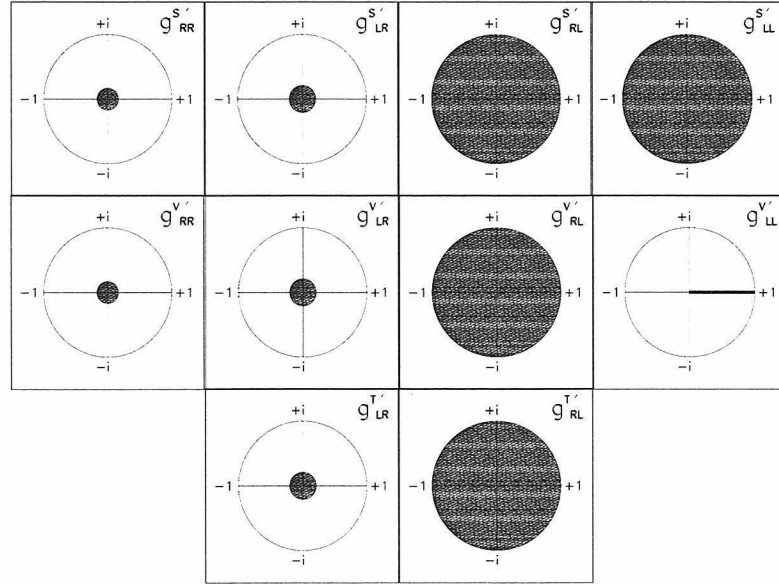 +i g^S'_RR +i g^S'_LR +i g^S'_RL +i g^S'_LL
-1 +1 -1 +1 -1 +1 -1 +1
-i -i -i -i
+i g^V'_RR +i g^V'_LR +i g^V'_RL +i g^V'_LL
-1 +1 -1 +1 -1 +1 -1 +1
-i -i -i -i
+i g^T'_LR +i g^T'_RL
-1 +1 -1 +1
-i -i